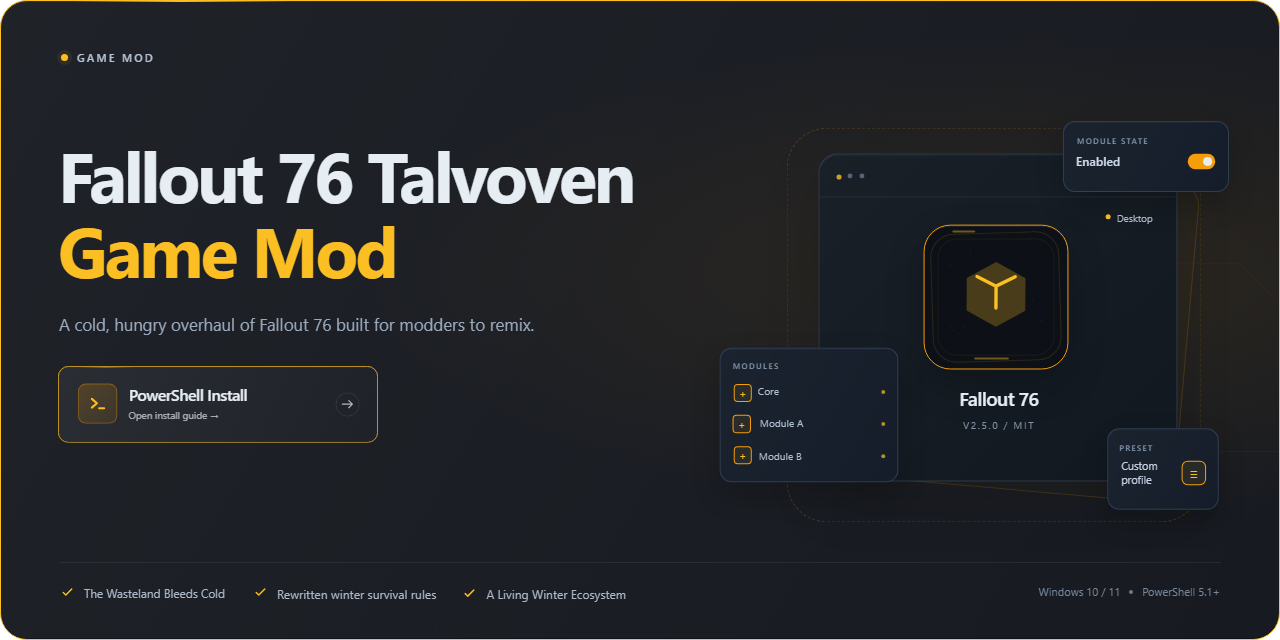 GAME MOD
Fallout 76 Talvoven
Game Mod
A cold, hungry overhaul of Fallout 76 built for modders to remix.
PowerShell Install
Open install guide →
MODULE STATE
Enabled
Desktop
MODULES
Core
Module A
Module B
Fallout 76
V2.5.0 / MIT
PRESET
Custom
profile
The Wasteland Bleeds Cold
Rewritten winter survival rules
A Living Winter Ecosystem
Windows 10 / 11 • PowerShell 5.1+